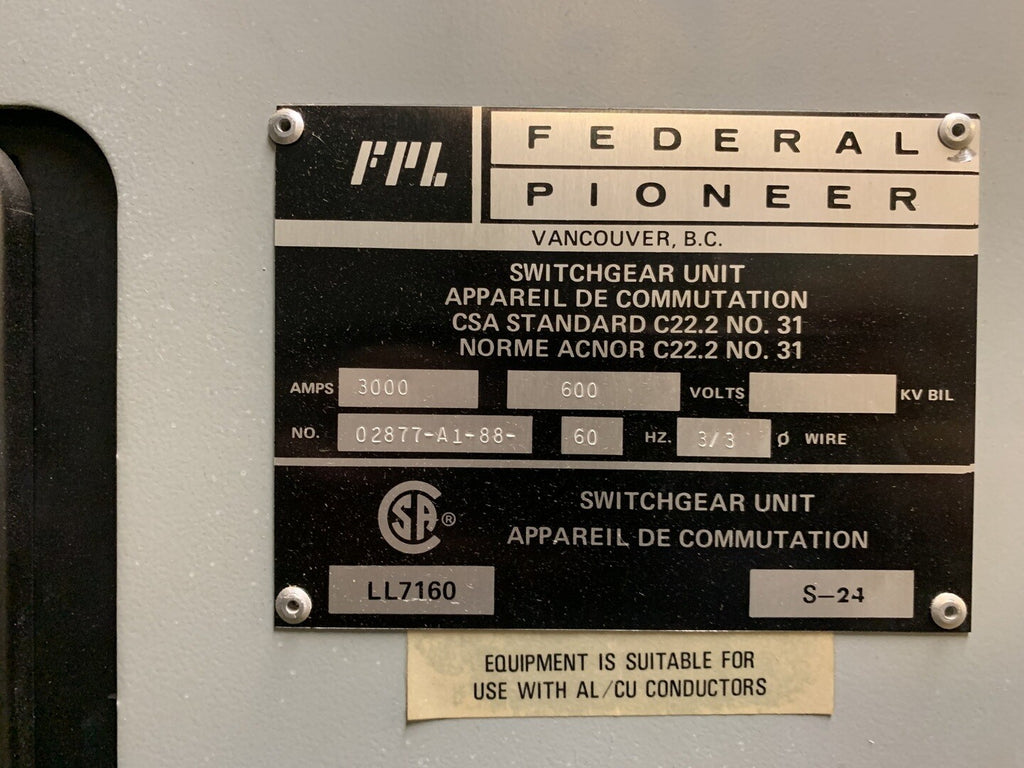 FPL
FEDERAL
PIONEER
VANCOUVER, B.C.
SWITCHGEAR UNIT
APPAREIL DE COMMUTATION
CSA STANDARD C22.2 NO. 31
NORME ACNOR C22.2 NO. 31
AMPS 3000 600 VOLTS KV BIL
NO. 02877-A1-88- 60 HZ. 3/3 Ø WIRE
CSA ® SWITCHGEAR UNIT
APPAREIL DE COMMUTATION
LL7160 S-24
EQUIPMENT IS SUITABLE FOR
USE WITH AL/CU CONDUCTORS